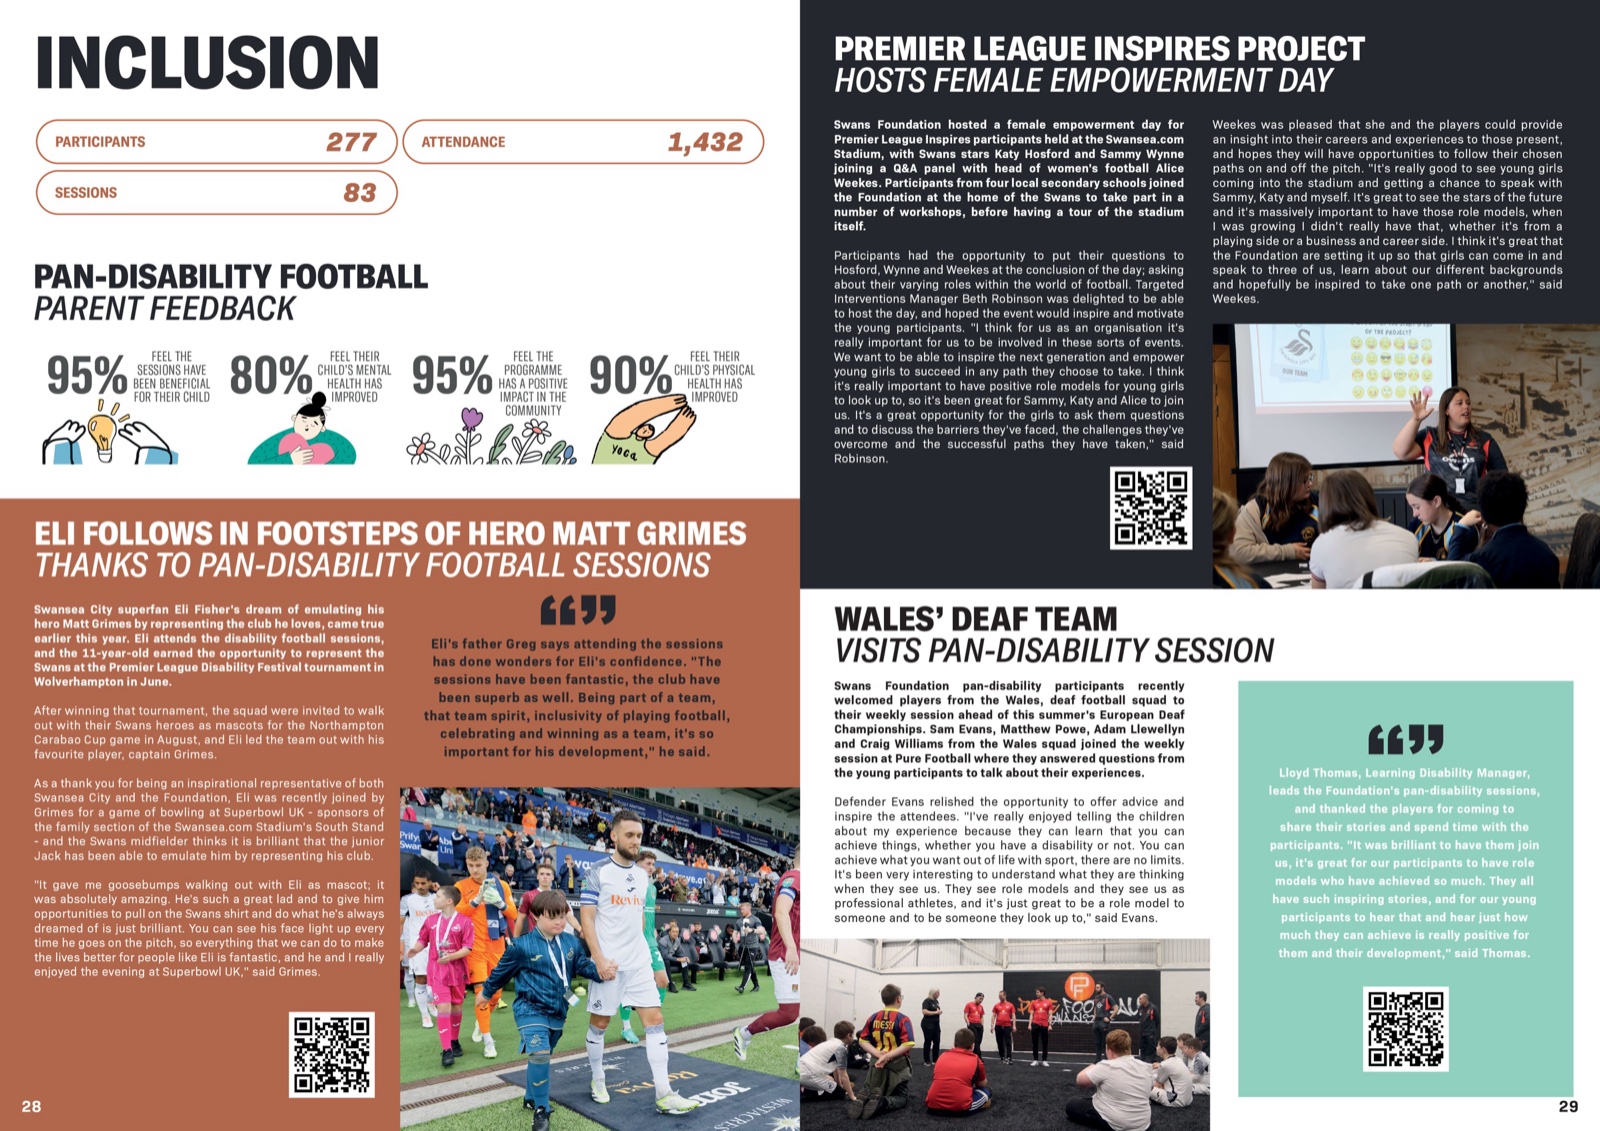 INCLUSION
PARTICIPANTS 277
ATTENDANCE 1,432
SESSIONS 83
PAN-DISABILITY FOOTBALL
PARENT FEEDBACK
95%
FEEL THE
SESSIONS HAVE
BEEN BENEFICIAL
FOR THEIR CHILD
80%
FEEL THEIR
CHILD'S MENTAL
HEALTH HAS
IMPROVED
95%
FEEL THE
PROGRAMME
HAS A POSITIVE
IMPACT IN THE
COMMUNITY
90%
FEEL THEIR
CHILD'S PHYSICAL
HEALTH HAS
IMPROVED
YOGA
ELI FOLLOWS IN FOOTSTEPS OF HERO MATT GRIMES
THANKS TO PAN-DISABILITY FOOTBALL SESSIONS
Swansea City superfan Eli Fisher's dream of emulating his
hero Matt Grimes by representing the club he loves, came true
earlier this year. Eli attends the disability football sessions,
and the 11-year-old earned the opportunity to represent the
Swans at the Premier League Disability Festival tournament in
Wolverhampton in June.
After winning that tournament, the squad were invited to walk
out with their Swans heroes as mascots for the Northampton
Carabao Cup game in August, and Eli led the team out with his
favourite player, captain Grimes.
As a thank you for being an inspirational representative of both
Swansea City and the Foundation, Eli was recently joined by
Grimes for a game of bowling at Superbowl UK - sponsors of
the family section of the Swansea.com Stadium's South Stand
- and the Swans midfielder thinks it is brilliant that the junior
Jack has been able to emulate him by representing his club.
"It gave me goosebumps walking out with Eli as mascot; it
was absolutely amazing. He's such a great lad and to give him
opportunities to pull on the Swans shirt and do what he's always
dreamed of is just brilliant. You can see his face light up every
time he goes on the pitch, so everything that we can do to make
the lives better for people like Eli is fantastic, and he and I really
enjoyed the evening at Superbowl UK," said Grimes.
Eli's father Greg says attending the sessions
has done wonders for Eli's confidence. "The
sessions have been fantastic, the club have
been superb as well. Being part of a team,
that team spirit, inclusivity of playing football,
celebrating and winning as a team, it's so
important for his development," he said.
28
PREMIER LEAGUE INSPIRES PROJECT
HOSTS FEMALE EMPOWERMENT DAY
Swans Foundation hosted a female empowerment day for
Premier League Inspires participants held at the Swansea.com
Stadium, with Swans stars Katy Hosford and Sammy Wynne
joining a Q&A panel with head of women's football Alice
Weekes. Participants from four local secondary schools joined
the Foundation at the home of the Swans to take part in a
number of workshops, before having a tour of the stadium
itself.
Participants had the opportunity to put their questions to
Hosford, Wynne and Weekes at the conclusion of the day; asking
about their varying roles within the world of football. Targeted
Interventions Manager Beth Robinson was delighted to be able
to host the day, and hoped the event would inspire and motivate
the young participants. "I think for us as an organisation it's
really important for us to be involved in these sorts of events.
We want to be able to inspire the next generation and empower
young girls to succeed in any path they choose to take. I think
it's really important to have positive role models for young girls
to look up to, so it's been great for Sammy, Katy and Alice to join
us. It's a great opportunity for the girls to ask them questions
and to discuss the barriers they've faced, the challenges they've
overcome and the successful paths they have taken," said
Robinson.
Weekes was pleased that she and the players could provide
an insight into their careers and experiences to those present,
and hopes they will have opportunities to follow their chosen
paths on and off the pitch. "It's really good to see young girls
coming into the stadium and getting a chance to speak with
Sammy, Katy and myself. It's great to see the stars of the future
and it's massively important to have those role models, when
I was growing I didn't really have that, whether it's from a
playing side or a business and career side. I think it's great that
the Foundation are setting it up so that girls can come in and
speak to three of us, learn about our different backgrounds
and hopefully be inspired to take one path or another," said
Weekes.
OF THE PROJECT?
OUR TEAM
WALES' DEAF TEAM
VISITS PAN-DISABILITY SESSION
Swans Foundation pan-disability participants recently
welcomed players from the Wales, deaf football squad to
their weekly session ahead of this summer's European Deaf
Championships. Sam Evans, Matthew Powe, Adam Llewellyn
and Craig Williams from the Wales squad joined the weekly
session at Pure Football where they answered questions from
the young participants to talk about their experiences.
Defender Evans relished the opportunity to offer advice and
inspire the attendees. "I've really enjoyed telling the children
about my experience because they can learn that you can
achieve things, whether you have a disability or not. You can
achieve what you want out of life with sport, there are no limits.
It's been very interesting to understand what they are thinking
when they see us. They see role models and they see us as
professional athletes, and it's just great to be a role model to
someone and to be someone they look up to," said Evans.
MESSI
10
Lloyd Thomas, Learning Disability Manager,
leads the Foundation's pan-disability sessions,
and thanked the players for coming to
share their stories and spend time with the
participants. "It was brilliant to have them join
us, it's great for our participants to have role
models who have achieved so much. They all
have such inspiring stories, and for our young
participants to hear that and hear just how
much they can achieve is really positive for
them and their development," said Thomas.
29